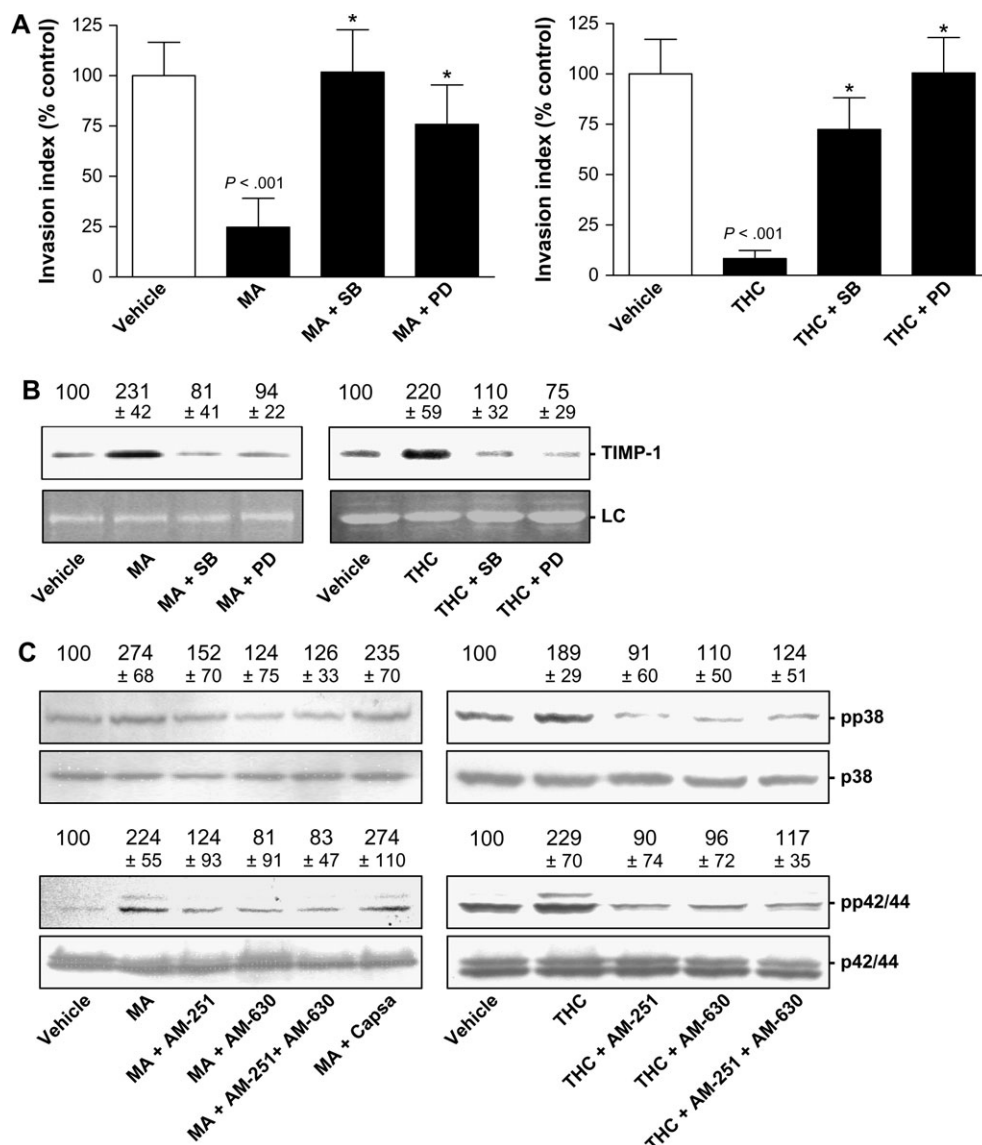 A
Invasion index (% control)
125
100
75
50
25
0
P < .001
*
*
Vehicle
MA
MA + SB
MA + PD
Invasion index (% control)
125
100
75
50
25
0
P < .001
*
*
Vehicle
THC
THC + SB
THC + PD
B
100 231 81 94
± 42 ± 41 ± 22
100 220 110 75
± 59 ± 32 ± 29
TIMP-1
LC
Vehicle
MA
MA + SB
MA + PD
Vehicle
THC
THC + SB
THC + PD
C
100 274 152 124 126 235
± 68 ± 70 ± 75 ± 33 ± 70
100 189 91 110 124
± 29 ± 60 ± 50 ± 51
pp38
p38
100 224 124 81 83 274
± 55 ± 93 ± 91 ± 47 ± 110
100 229 90 96 117
± 70 ± 74 ± 72 ± 35
pp42/44
p42/44
Vehicle
MA
MA + AM-251
MA + AM-630
MA + AM-251+ AM-630
MA + Capsa
Vehicle
THC
THC + AM-251
THC + AM-630
THC + AM-251 + AM-630